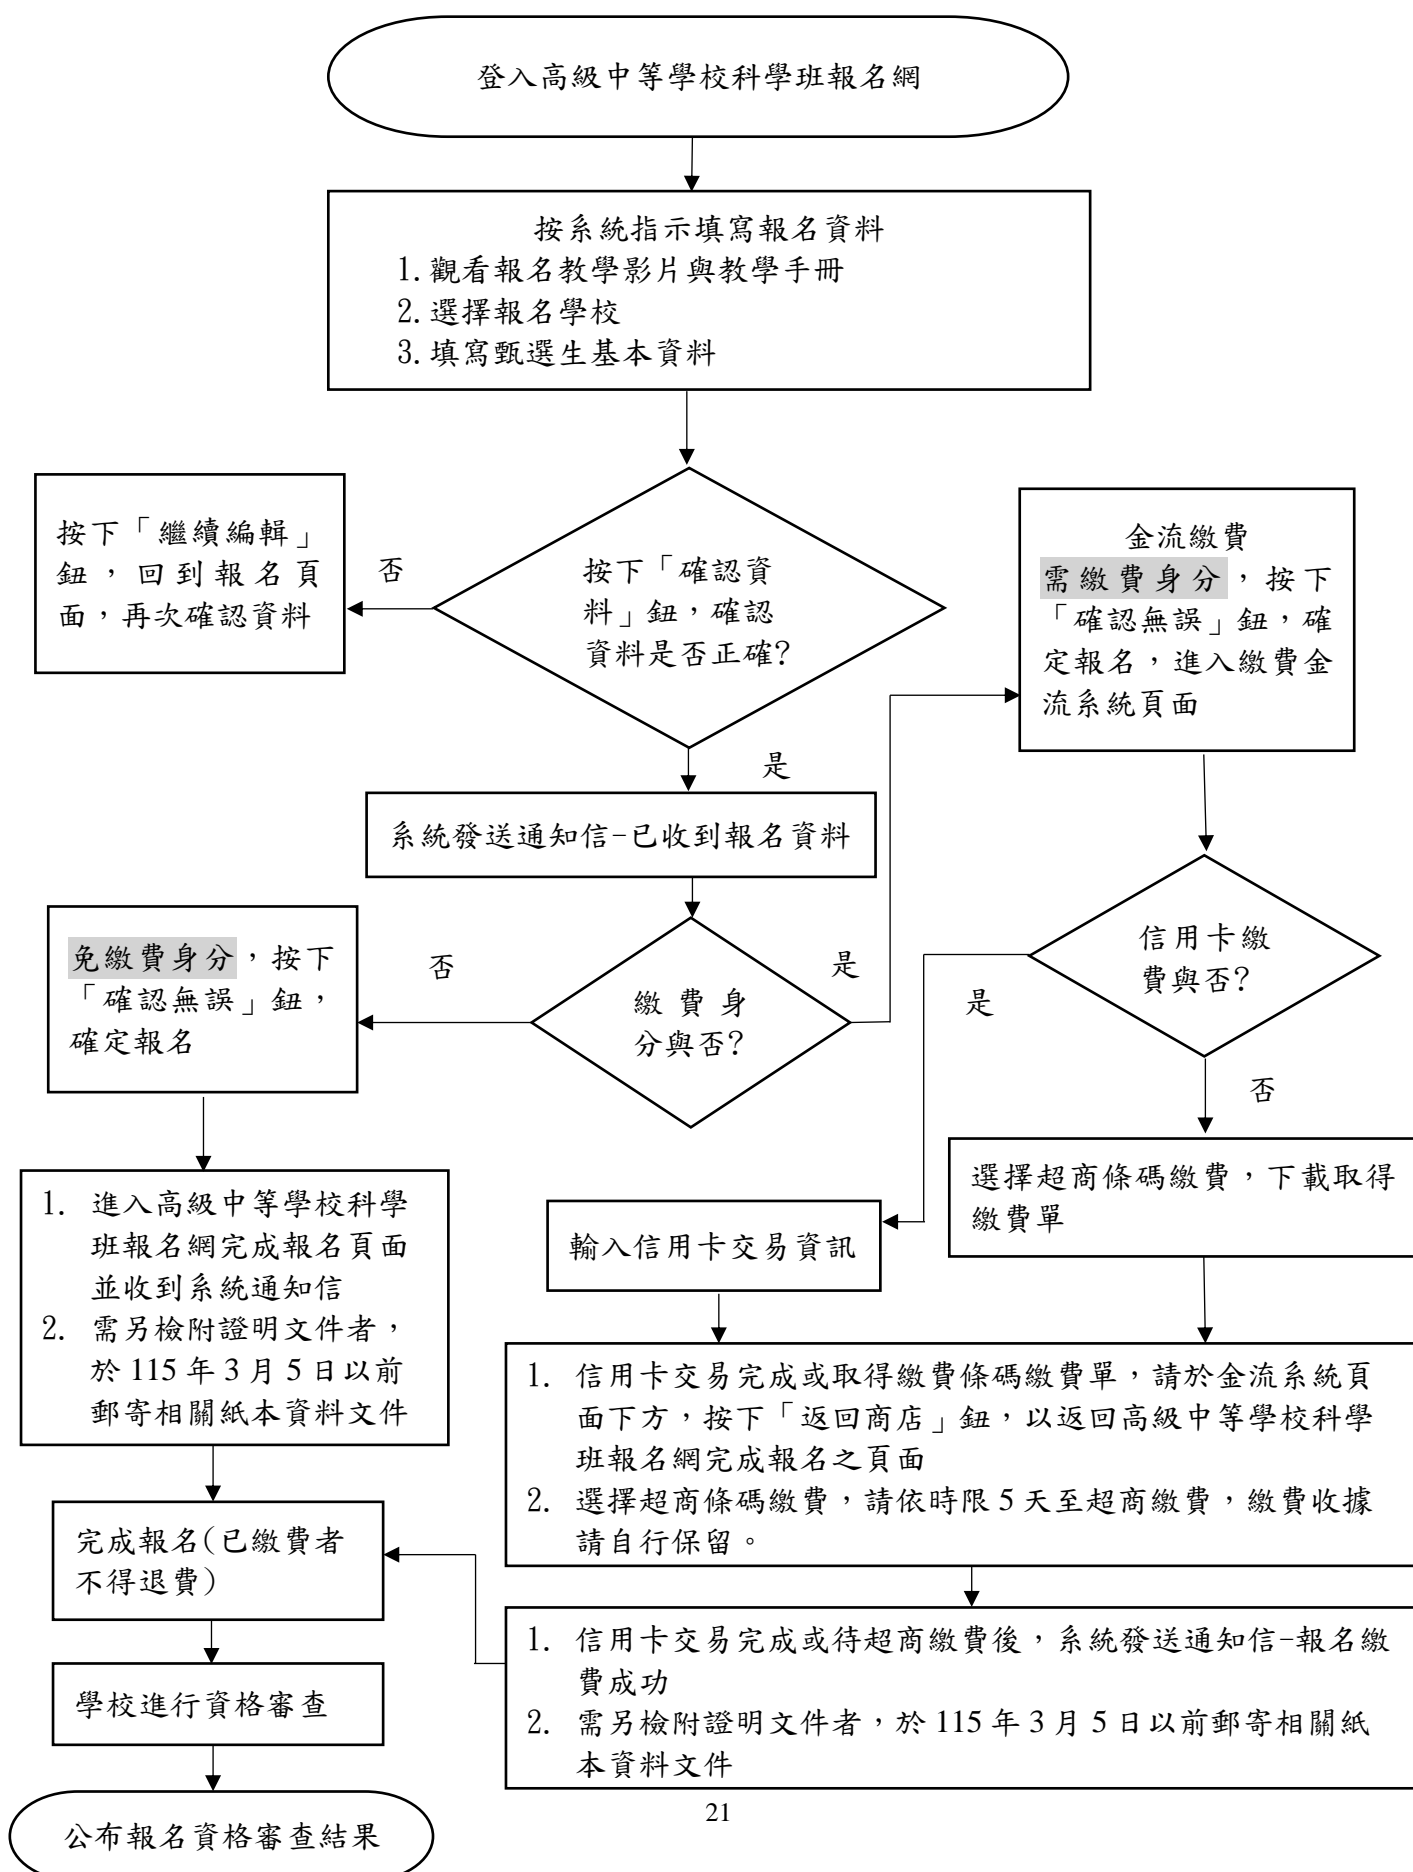 登入高級中等學校科學班報名網
按系統指示填寫報名資料
1.觀看報名教學影片與教學手冊
2.選擇報名學校
3.填寫甄選生基本資料
按下「繼續編輯」
鈕，回到報名頁
面，再次確認資料
否
按下「確認資
料」鈕，確認
資料是否正確?
是
金流繳費
需繳費身分，按下
「確認無誤」鈕，確
定報名，進入繳費金
流系統頁面
系統發送通知信-已收到報名資料
免繳費身分，按下
「確認無誤」鈕，
確定報名
否
繳費身
分與否?
是
信用卡繳
費與否?
是
否
選擇超商條碼繳費，下載取得
繳費單
輸入信用卡交易資訊
1. 進入高級中等學校科學
班報名網完成報名頁面
並收到系統通知信
2. 需另檢附證明文件者，
於 115 年 3 月 5 日以前
郵寄相關紙本資料文件
1. 信用卡交易完成或取得繳費條碼繳費單，請於金流系統頁
面下方，按下「返回商店」鈕，以返回高級中等學校科學
班報名網完成報名之頁面
2. 選擇超商條碼繳費，請依時限 5 天至超商繳費，繳費收據
請自行保留。
完成報名(已繳費者
不得退費)
1. 信用卡交易完成或待超商繳費後，系統發送通知信-報名繳
費成功
2. 需另檢附證明文件者，於 115 年 3 月 5 日以前郵寄相關紙
本資料文件
學校進行資格審查
公布報名資格審查結果
21